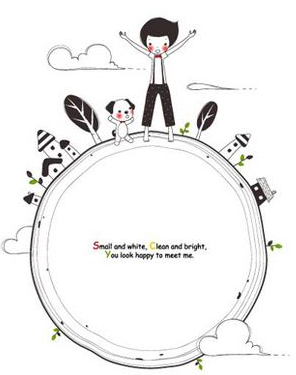 Small and white, Clean and bright,
You look happy to meet me.